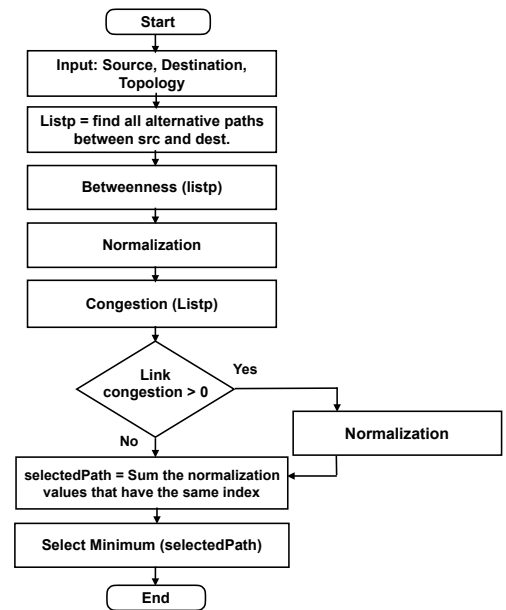 Start
Input: Source, Destination,
Topology
Listp = find all alternative paths
between src and dest.
Betweenness (listp)
Normalization
Congestion (Listp)
Link
congestion > 0
Yes
No
Normalization
selectedPath = Sum the normalization
values that have the same index
Select Minimum (selectedPath)
End